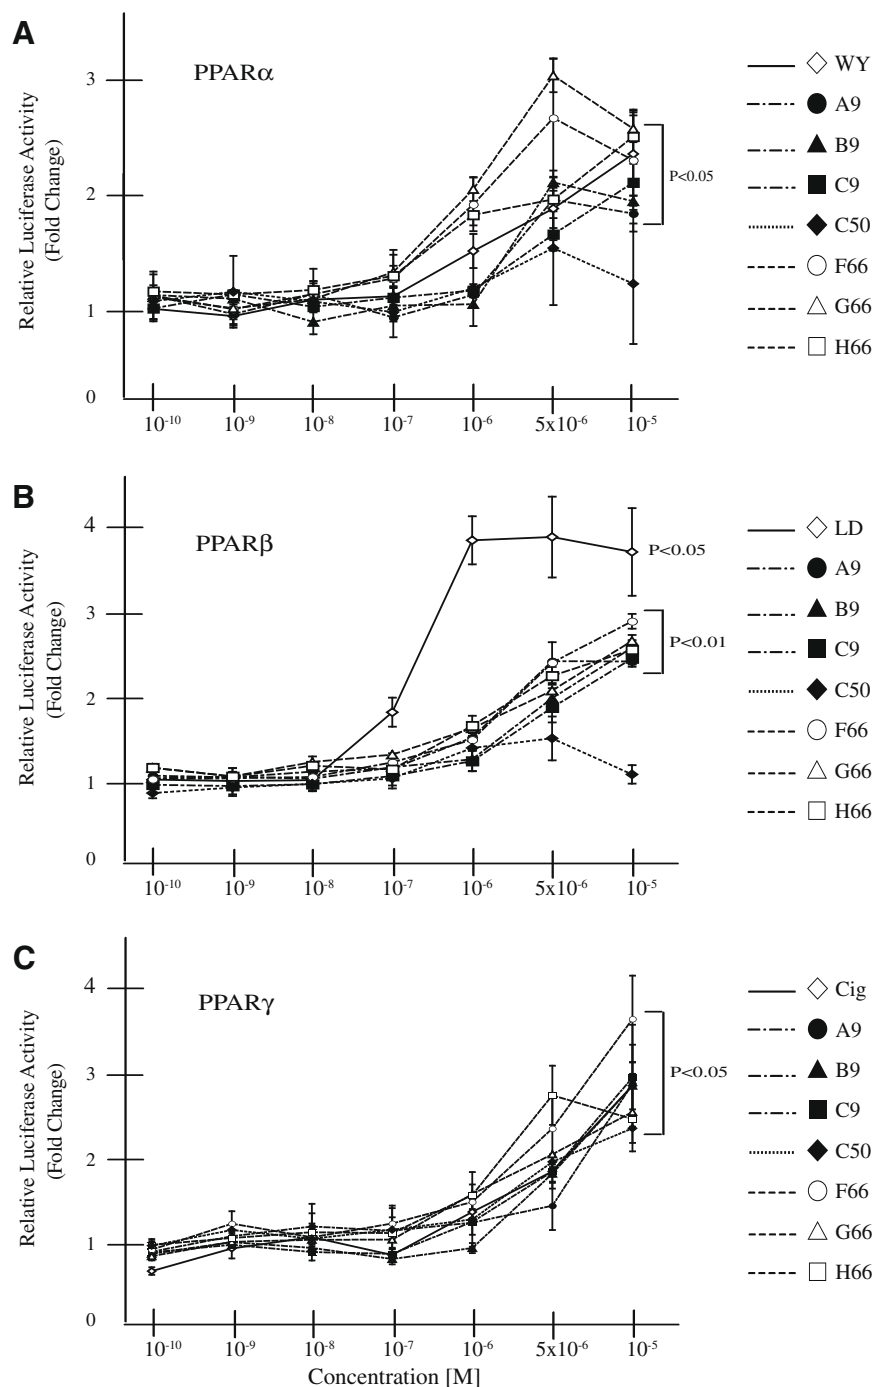 A
PPARα
Relative Luciferase Activity
(Fold Change)
3
2
1
0
10-10
10-9
10-8
10-7
10-6
5x10-6
10-5
P<0.05
WY
A9
B9
C9
C50
F66
G66
H66
B
PPARβ
Relative Luciferase Activity
(Fold Change)
4
3
2
1
0
10-10
10-9
10-8
10-7
10-6
5x10-6
10-5
P<0.05
P<0.01
LD
A9
B9
C9
C50
F66
G66
H66
C
PPARγ
Relative Luciferase Activity
(Fold Change)
4
3
2
1
0
10-10
10-9
10-8
10-7
10-6
5x10-6
10-5
Concentration [M]
P<0.05
Cig
A9
B9
C9
C50
F66
G66
H66